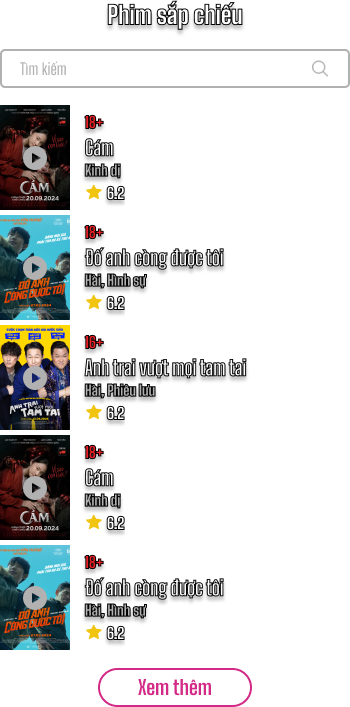 Phim sắp chiếu
Tìm kiếm
18+
Cám
Kinh dị
6.2
CÁM
20.09.2024
18+
Đố anh còng được tôi
Hài, Hình sự
6.2
ĐỐ ANH
CÒNG ĐƯỢC TÔI
16+
Anh trai vượt mọi tam tai
Hài, Phiêu lưu
6.2
ANH TRAI
TAM TAI
18+
Cám
Kinh dị
6.2
CÁM
20.09.2024
18+
Đố anh còng được tôi
Hài, Hình sự
6.2
ĐỐ ANH
CÒNG ĐƯỢC TÔI
Xem thêm